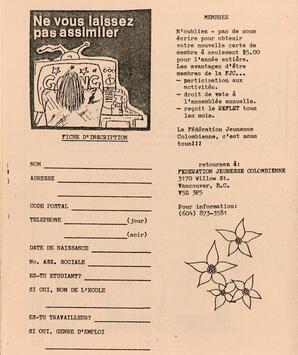 Ne vous laissez
pas assimiler
FICHE D'INSCRIPTION
NOM
ADRESSE
CODE POSTAL
TELEPHONE (jour)
(soir)
DATE DE NAISSANCE
No. ASS. SOCIALE
ES-TU ETUDIANT?
SI OUI, NOM DE L'ECOLE
ES-TU TRAVAILLEUR?
SI OUI, GENRE D'EMPLOI
MEMBRES
N'oubliez - pas de nous
écrire pour obtenir
votre nouvelle carte de
membre à seulement $5.00
pour l'année entière.
Les avantages d'être
membres de la FJC...
- participation aux
activités.
- droit de vote à
l'assemblée annuelle.
- reçoit le REFLET tous
les mois.
La Fédération Jeunesse
Colombienne, c'est nous
tous!!!
retournes à:
FEDERATION JEUNESSE COLOMBIENNE
3170 Willow St.
Vancouver, B.C.
V5Z 3P5
Pour information:
(604) 873-3581